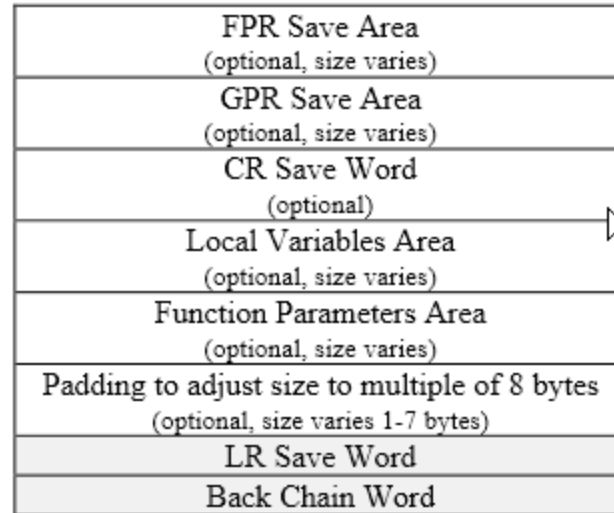 FPR Save Area
(optional, size varies)
GPR Save Area
(optional, size varies)
CR Save Word
(optional)
Local Variables Area
(optional, size varies)
Function Parameters Area
(optional, size varies)
Padding to adjust size to multiple of 8 bytes
(optional, size varies 1-7 bytes)
LR Save Word
Back Chain Word